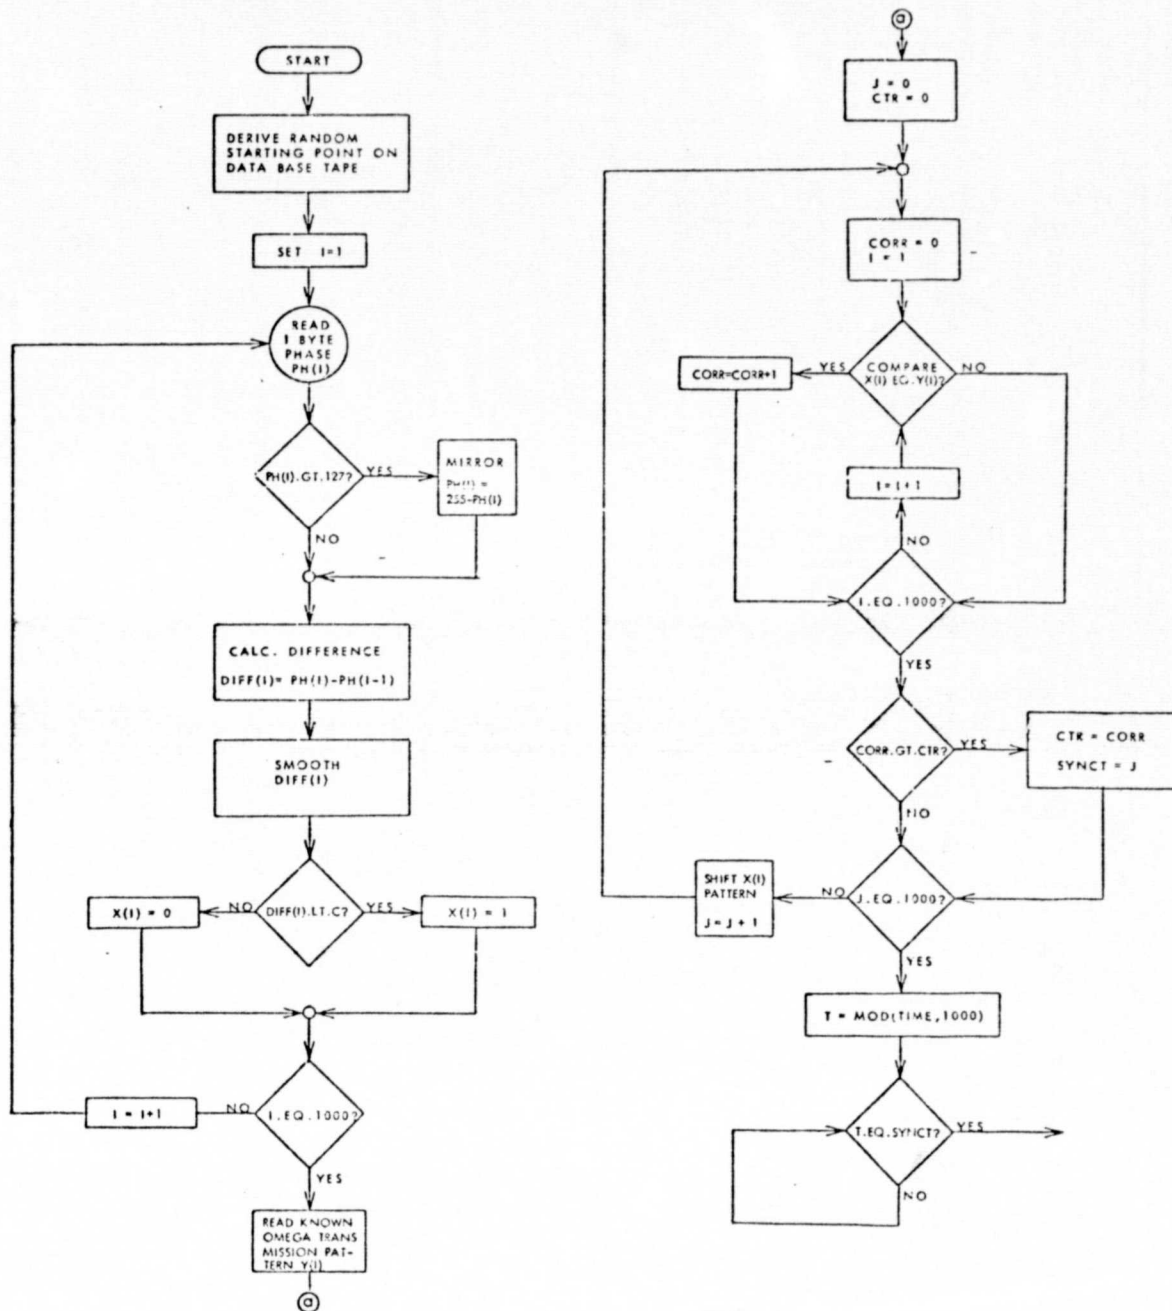 START
DERIVE RANDOM
STARTING POINT ON
DATA BASE TAPE
SET I=1
READ
1 BYTE
PHASE
PH(I)
PH(I).GT.127?
YES
MIRROR
PH(I) =
255-PH(I)
NO
CALC. DIFFERENCE
DIFF(I)= PH(I)-PH(I-1)
SMOOTH
DIFF(I)
DIFF(I).LT.C?
NO
X(I) = 0
YES
X(I) = 1
I.EQ.1000?
NO
I = I+1
YES
READ KNOWN
OMEGA TRANS
MISSION PAT-
TERN Y(I)
a
a
J = 0
CTR = 0
CORR = 0
I = 1
COMPARE
X(I).EQ.Y(I)?
YES
CORR=CORR+1
NO
I=I+1
NO
I.EQ.1000?
YES
CORR.GT.CTR?
YES
CTR = CORR
SYNCT = J
NO
J.EQ.1000?
NO
SHIFT X(I)
PATTERN
J=J+1
YES
T = MOD(TIME,1000)
T.EQ.SYNCT?
YES
NO